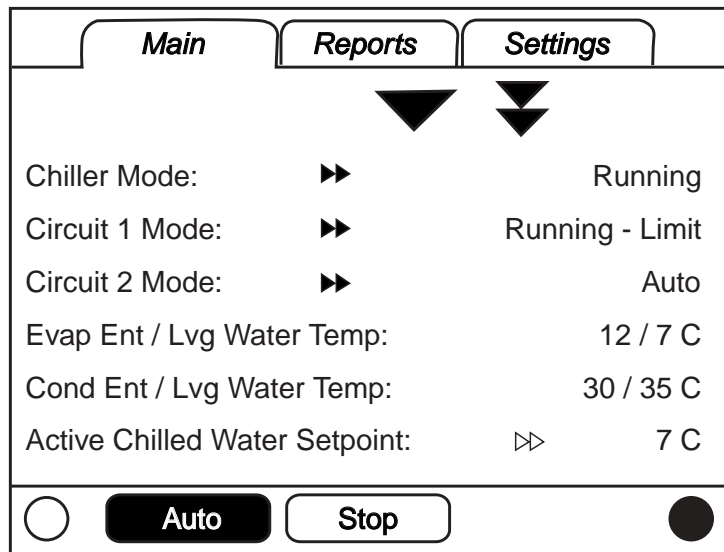 Main Reports Settings
Chiller Mode: Running
Circuit 1 Mode: Running - Limit
Circuit 2 Mode: Auto
Evap Ent / Lvg Water Temp: 12 / 7 C
Cond Ent / Lvg Water Temp: 30 / 35 C
Active Chilled Water Setpoint: 7 C
Auto Stop